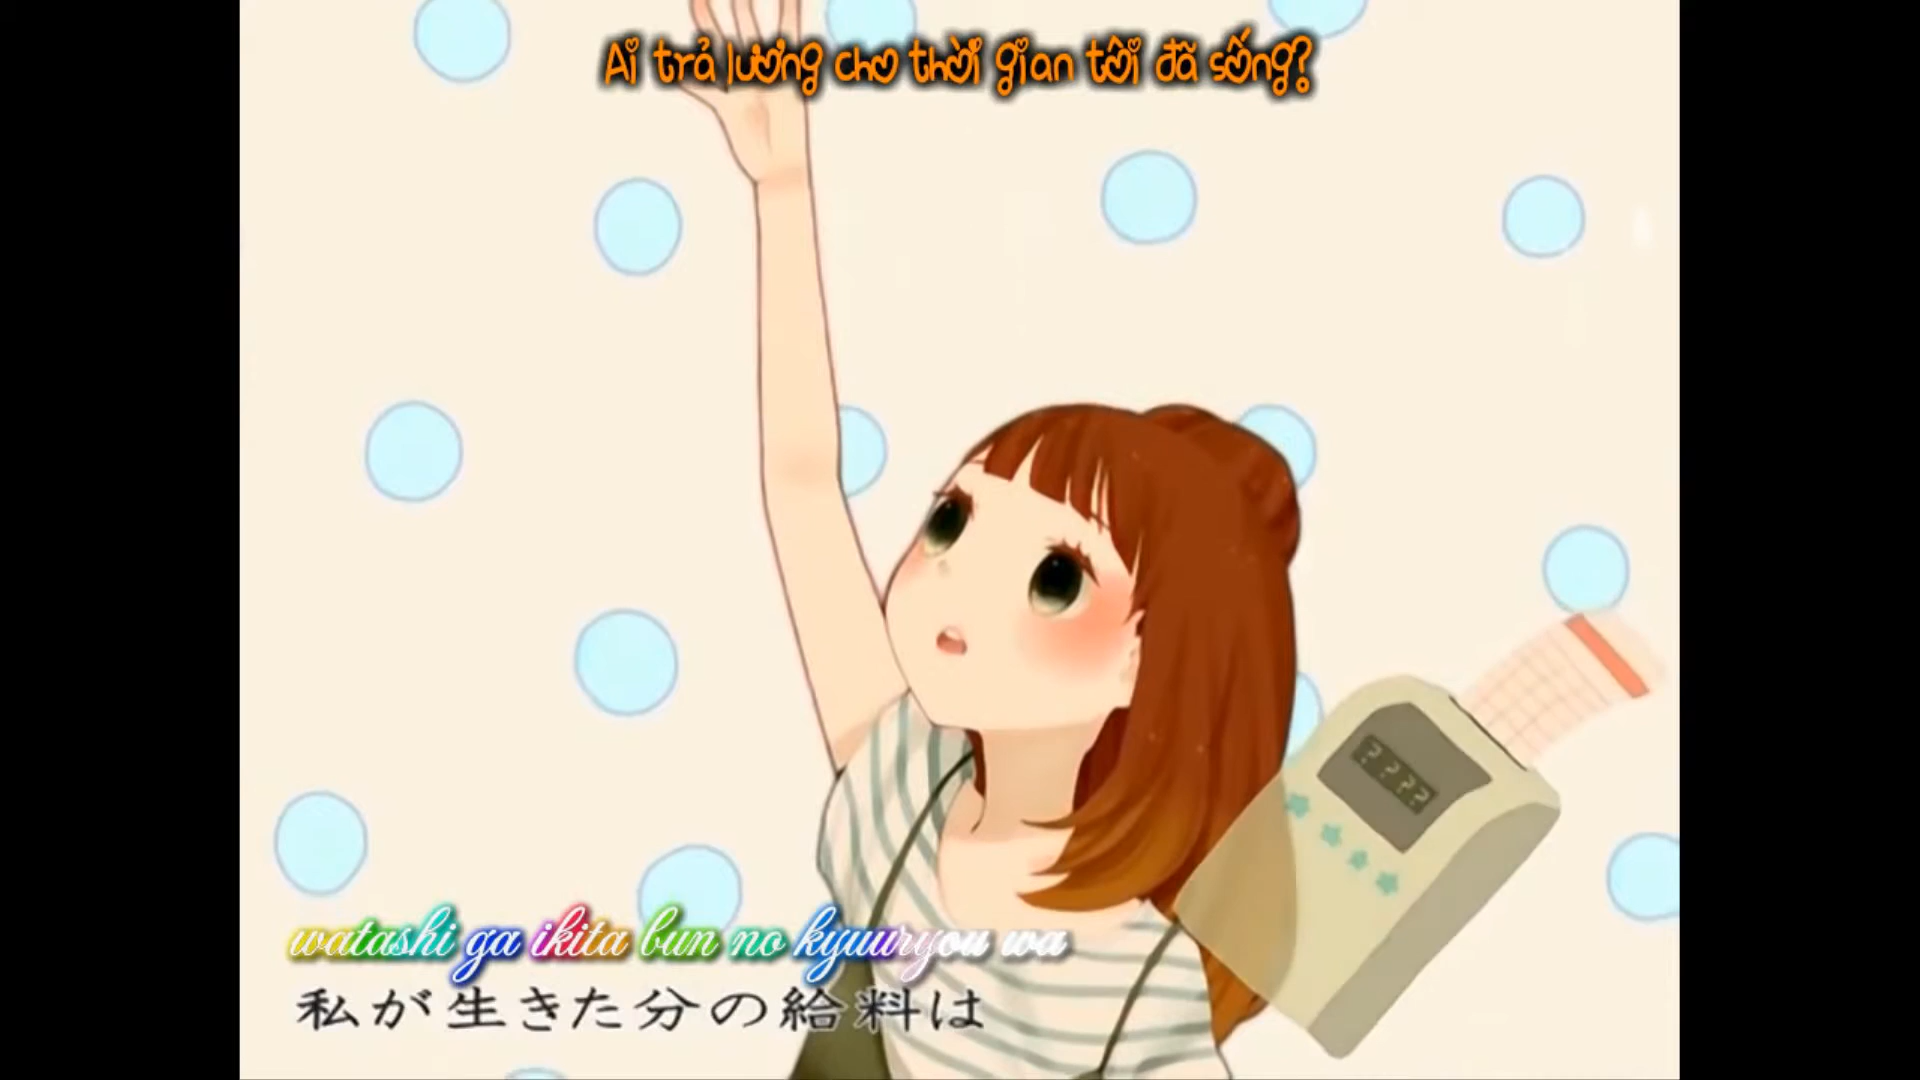 Ai trả lương cho thời gian tôi đã sống?
????
watashi ga ikita bun no kyuuryou wa
私が生きた分の給料は